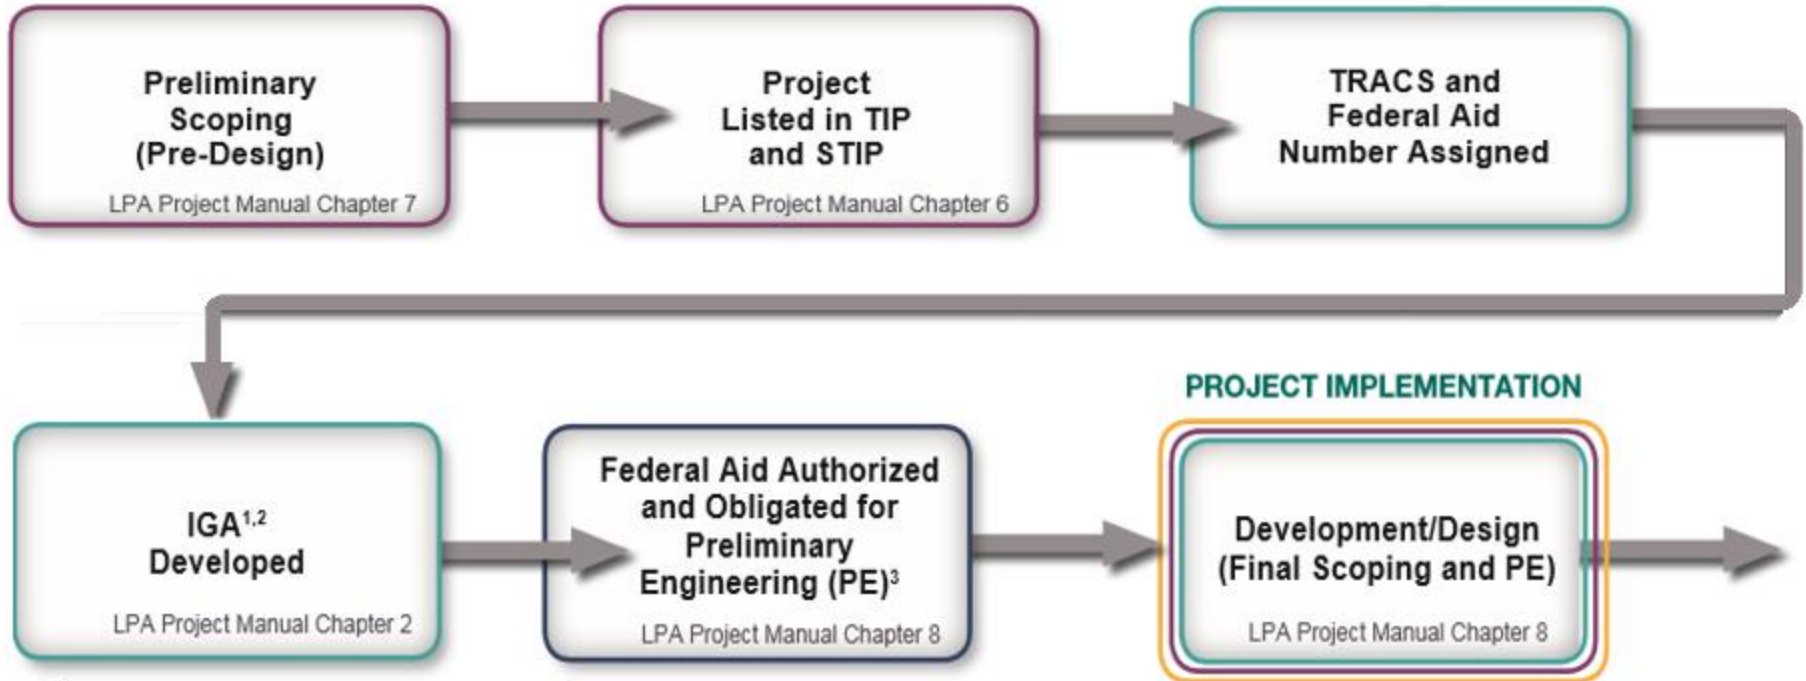 Preliminary
Scoping
(Pre-Design)
LPA Project Manual Chapter 7
Project
Listed in TIP
and STIP
LPA Project Manual Chapter 6
TRACS and
Federal Aid
Number Assigned
IGA¹,²
Developed
LPA Project Manual Chapter 2
Federal Aid Authorized
and Obligated for
Preliminary
Engineering (PE)³
LPA Project Manual Chapter 8
PROJECT IMPLEMENTATION
Development/Design
(Final Scoping and PE)
LPA Project Manual Chapter 8